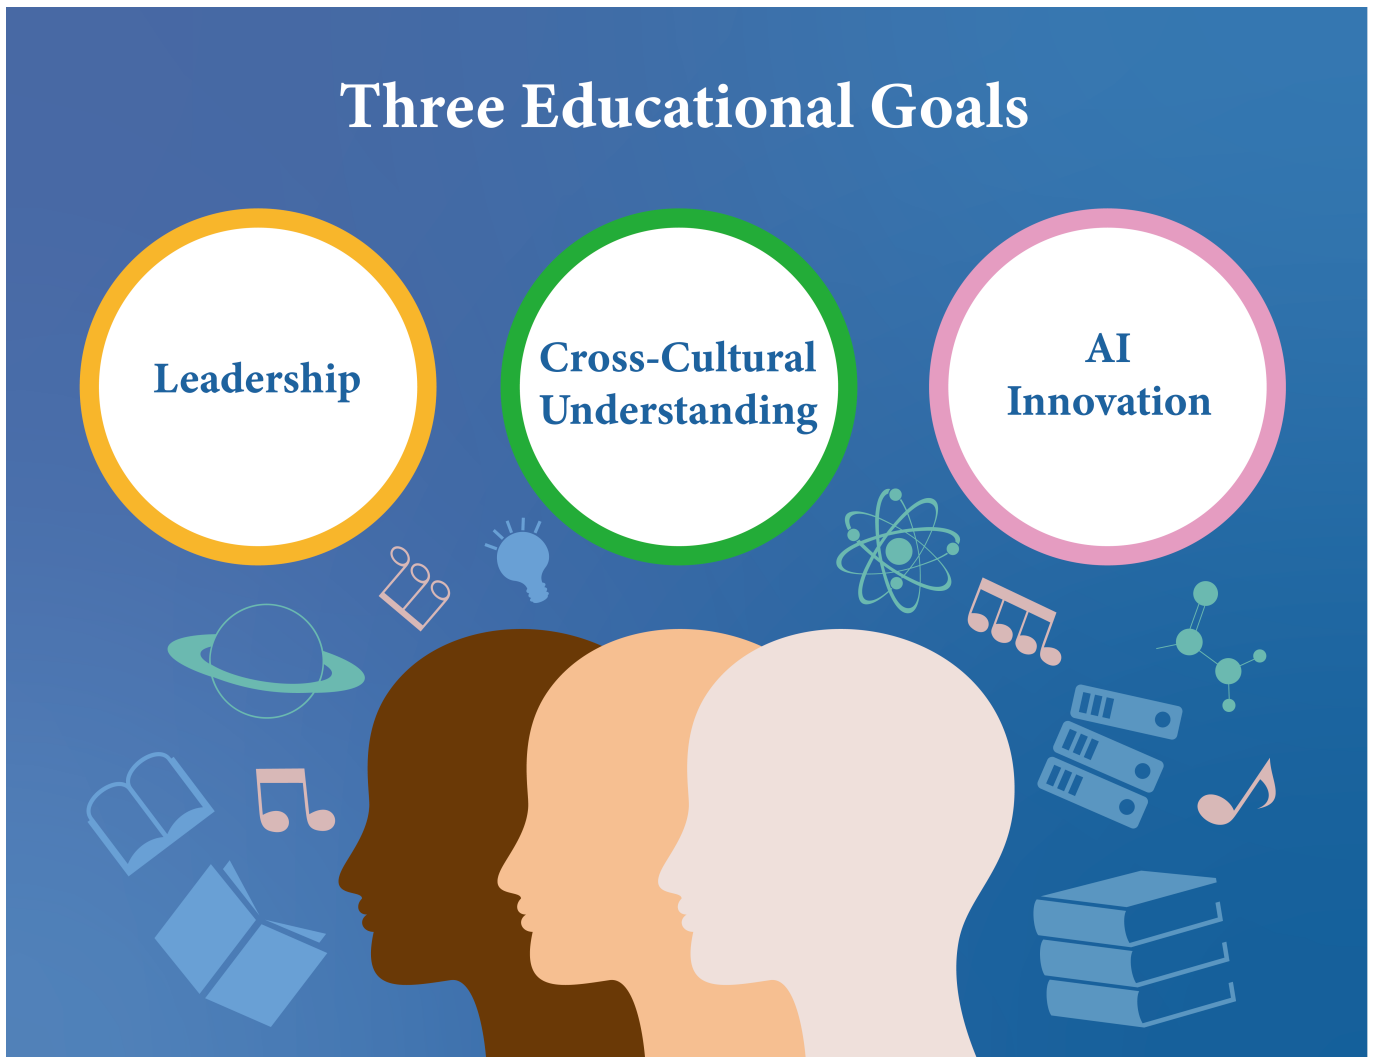 Three Educational Goals
Leadership
Cross-Cultural
Understanding
AI
Innovation